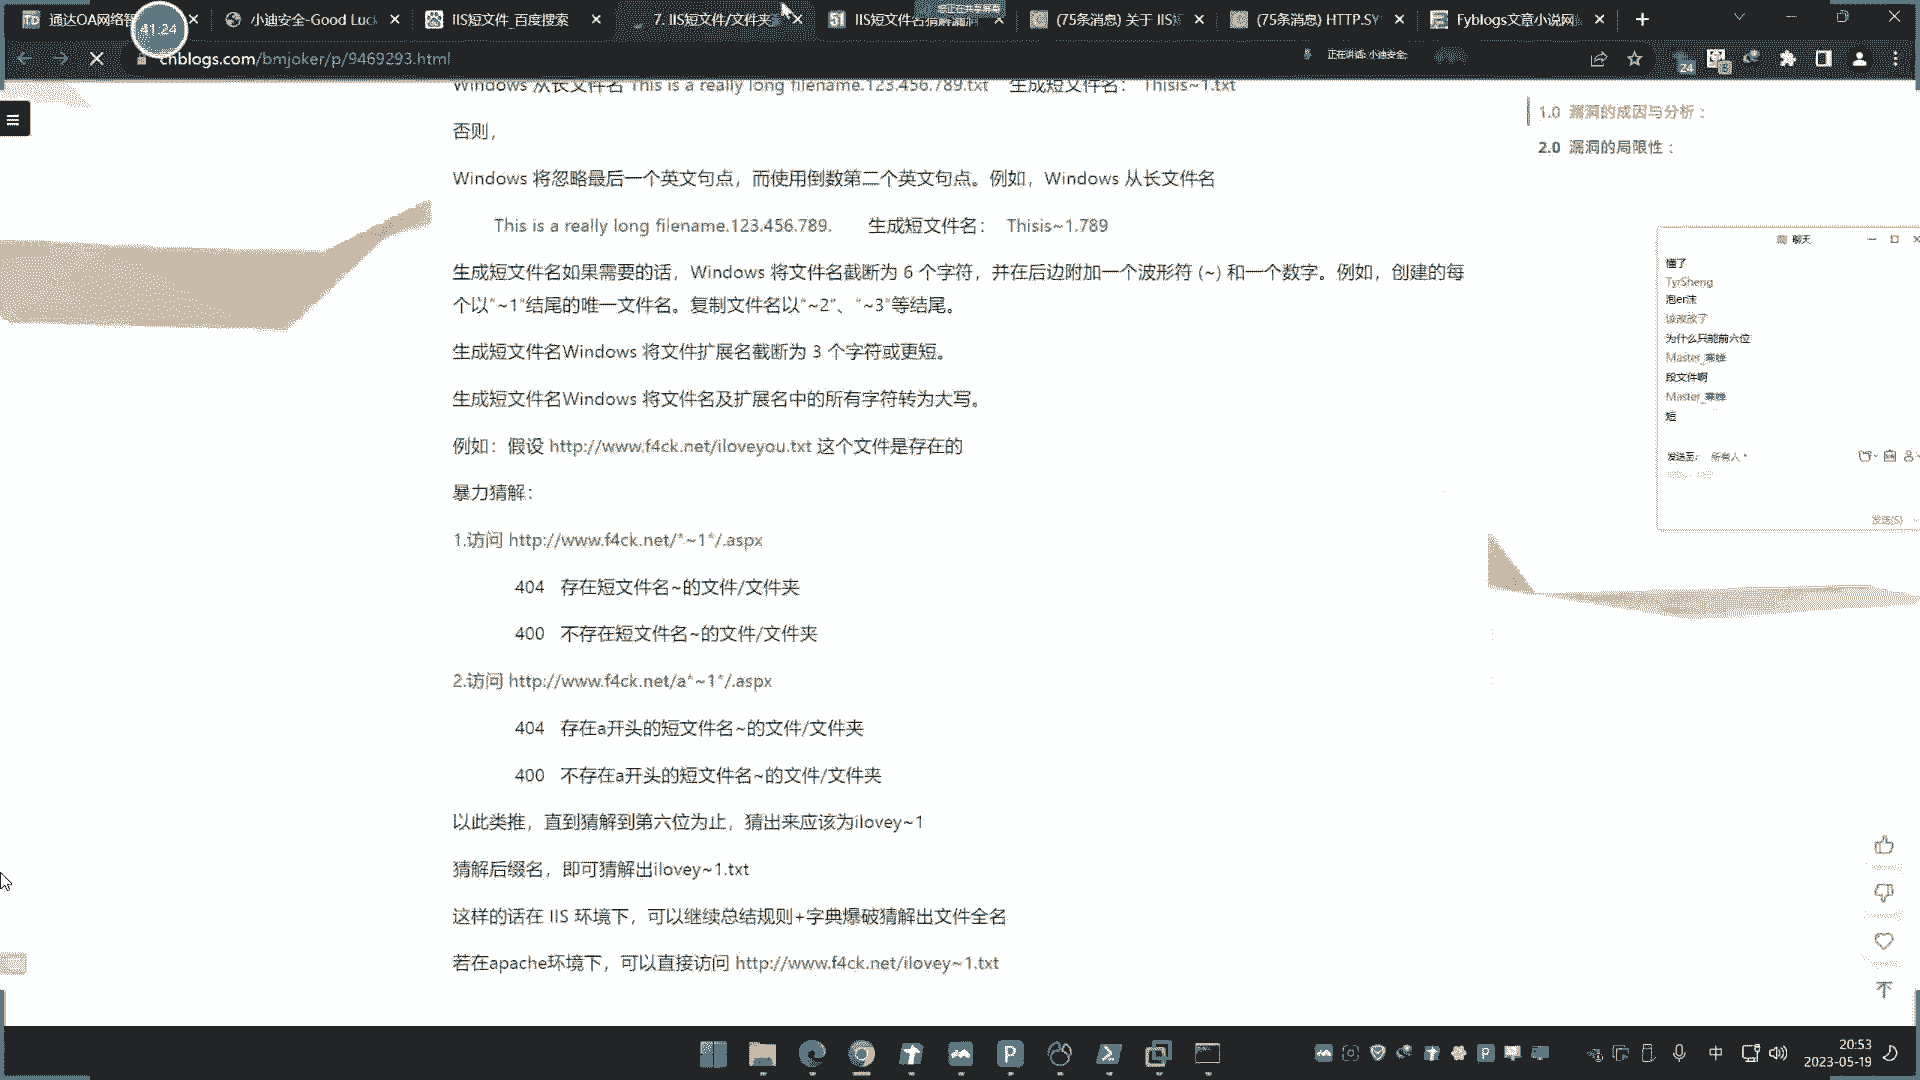 通达OA网络智
小迪安全-Good Luck
IIS短文件_百度搜索
7. IIS短文件/文件夹
IIS短文件名猜解漏洞
您正在共享屏幕
(75条消息) 关于 IIS
(75条消息) HTTP.SY
Fyblogs文章小说网
41:24
cnblogs.com/bmjoker/p/9469293.html
正在讲话: 小迪安全;
24
8
Windows 从长文件名 This is a really long filename.123.456.789.txt 生成短文件名： Thisis~1.txt
否则，
Windows 将忽略最后一个英文句点，而使用倒数第二个英文句点。例如，Windows 从长文件名
This is a really long filename.123.456.789. 生成短文件名： Thisis~1.789
生成短文件名如果需要的话，Windows 将文件名截断为 6 个字符，并在后边附加一个波形符 (~) 和一个数字。例如，创建的每
个以"~1"结尾的唯一文件名。复制文件名以"~2"、"~3"等结尾。
生成短文件名Windows 将文件扩展名截断为 3 个字符或更短。
生成短文件名Windows 将文件名及扩展名中的所有字符转为大写。
例如：假设 http://www.f4ck.net/iloveyou.txt 这个文件是存在的
暴力猜解：
1.访问 http://www.f4ck.net/*~1*/.aspx
404 存在短文件名~的文件/文件夹
400 不存在短文件名~的文件/文件夹
2.访问 http://www.f4ck.net/a*~1*/.aspx
404 存在a开头的短文件名~的文件/文件夹
400 不存在a开头的短文件名~的文件/文件夹
以此类推，直到猜解到第六位为止，猜出来应该为ilovey~1
猜解后缀名，即可猜解出ilovey~1.txt
这样的话在 IIS 环境下，可以继续总结规则+字典爆破猜解出文件全名
若在apache环境下，可以直接访问 http://www.f4ck.net/ilovey~1.txt
1.0 漏洞的成因与分析：
2.0 漏洞的局限性：
聊天
懂了
TyrSheng
泡er沫
该改改了
为什么只能前六位
Master_寒蝉
段文件啊
Master_寒蝉
短
发送至: 所有人
发送(S)
中
20:53
2023-05-19